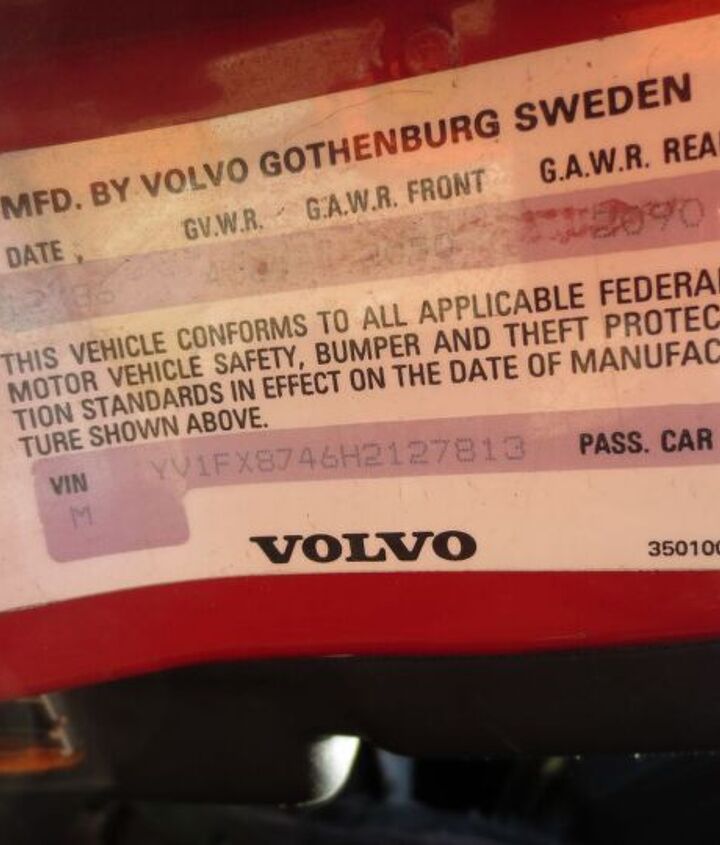 MFD. BY VOLVO GOTHENBURG SWEDEN
DATE G.V.W.R. G.A.W.R. FRONT G.A.W.R. REA
2090
THIS VEHICLE CONFORMS TO ALL APPLICABLE FEDERA
MOTOR VEHICLE SAFETY, BUMPER AND THEFT PROTEC
TION STANDARDS IN EFFECT ON THE DATE OF MANUFAC
TURE SHOWN ABOVE.
VIN YV1FX8746H2127813 PASS. CAR
M
VOLVO 350100